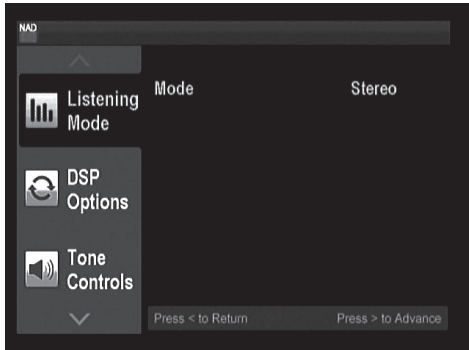 NAD
Listening
Mode
Mode Stereo
DSP
Options
Tone
Controls
Press < to Return Press > to Advance